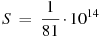 S = 1/81 · 10^14